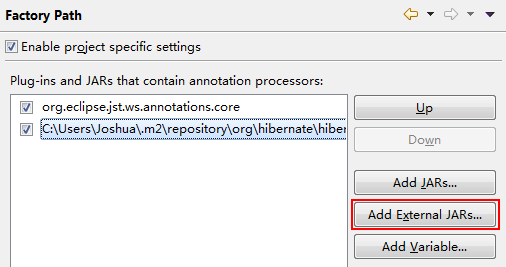 Factory Path
Enable project specific settings
Plug-ins and JARs that contain annotation processors:
org.eclipse.jst.ws.annotations.core
C:\Users\Joshua\.m2\repository\org\hibernate\hiber
Up
Down
Add JARs...
Add External JARs...
Add Variable...